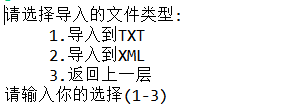 请选择导入的文件类型:
1.导入到TXT
2.导入到XML
3.返回上一层
请输入你的选择(1-3)